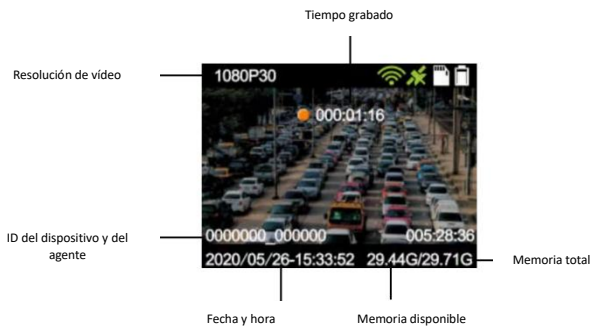 Tiempo grabado
Resolución de vídeo
1080P30
000:01:16
ID del dispositivo y del
agente
0000000_000000
005:28:36
2020/05/26-15:33:52
29.44G/29.71G
Memoria total
Fecha y hora
Memoria disponible